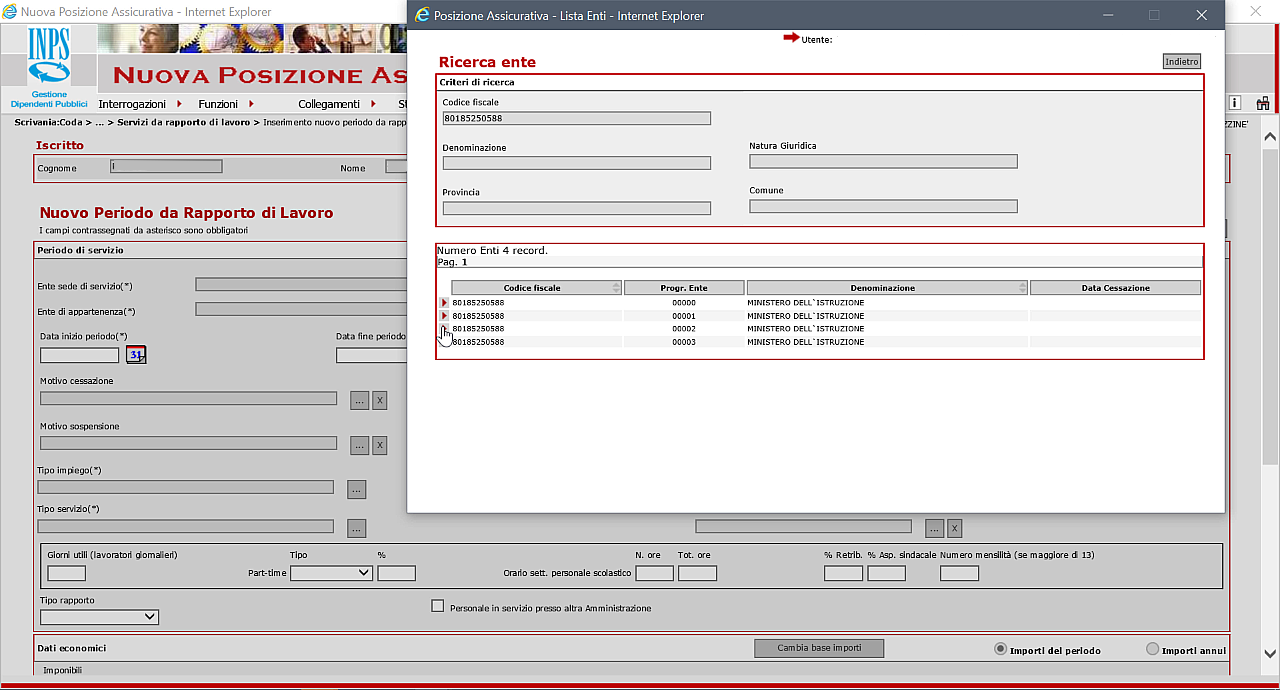 Nuova Posizione Assicurativa - Internet Explorer
INPS
Gestione
Dipendenti Pubblici
NUOVA POSIZIONE AS
Interrogazioni Funzioni Collegamenti
Scrivania:Coda > ... > Servizi da rapporto di lavoro > Inserimento nuovo periodo da rapp
ZZINE'
Iscritto
Cognome Nome
Nuovo Periodo da Rapporto di Lavoro
I campi contrassegnati da asterisco sono obbligatori
Periodo di servizio
Ente sede di servizio(*)
Ente di appartenenza(*)
Data inizio periodo(*) Data fine periodo
31
Motivo cessazione
... X
Motivo sospensione
... X
Tipo impiego(*)
...
Tipo servizio(*)
... ... X
Giorni utili (lavoratori giornalieri) Tipo % N. ore Tot. ore % Retrib. % Asp. sindacale Numero mensilità (se maggiore di 13)
Part-time Orario sett. personale scolastico
Tipo rapporto
Personale in servizio presso altra Amministrazione
Dati economici Cambia base importi Importi del periodo Importi annui
Imponibili
Posizione Assicurativa - Lista Enti - Internet Explorer
Utente:
Ricerca ente Indietro
Criteri di ricerca
Codice fiscale
80185250588
Denominazione Natura Giuridica
Provincia Comune
Numero Enti 4 record.
Pag. 1
Codice fiscale Progr. Ente Denominazione Data Cessazione
80185250588 00000 MINISTERO DELL`ISTRUZIONE
80185250588 00001 MINISTERO DELL`ISTRUZIONE
80185250588 00002 MINISTERO DELL`ISTRUZIONE
80185250588 00003 MINISTERO DELL`ISTRUZIONE